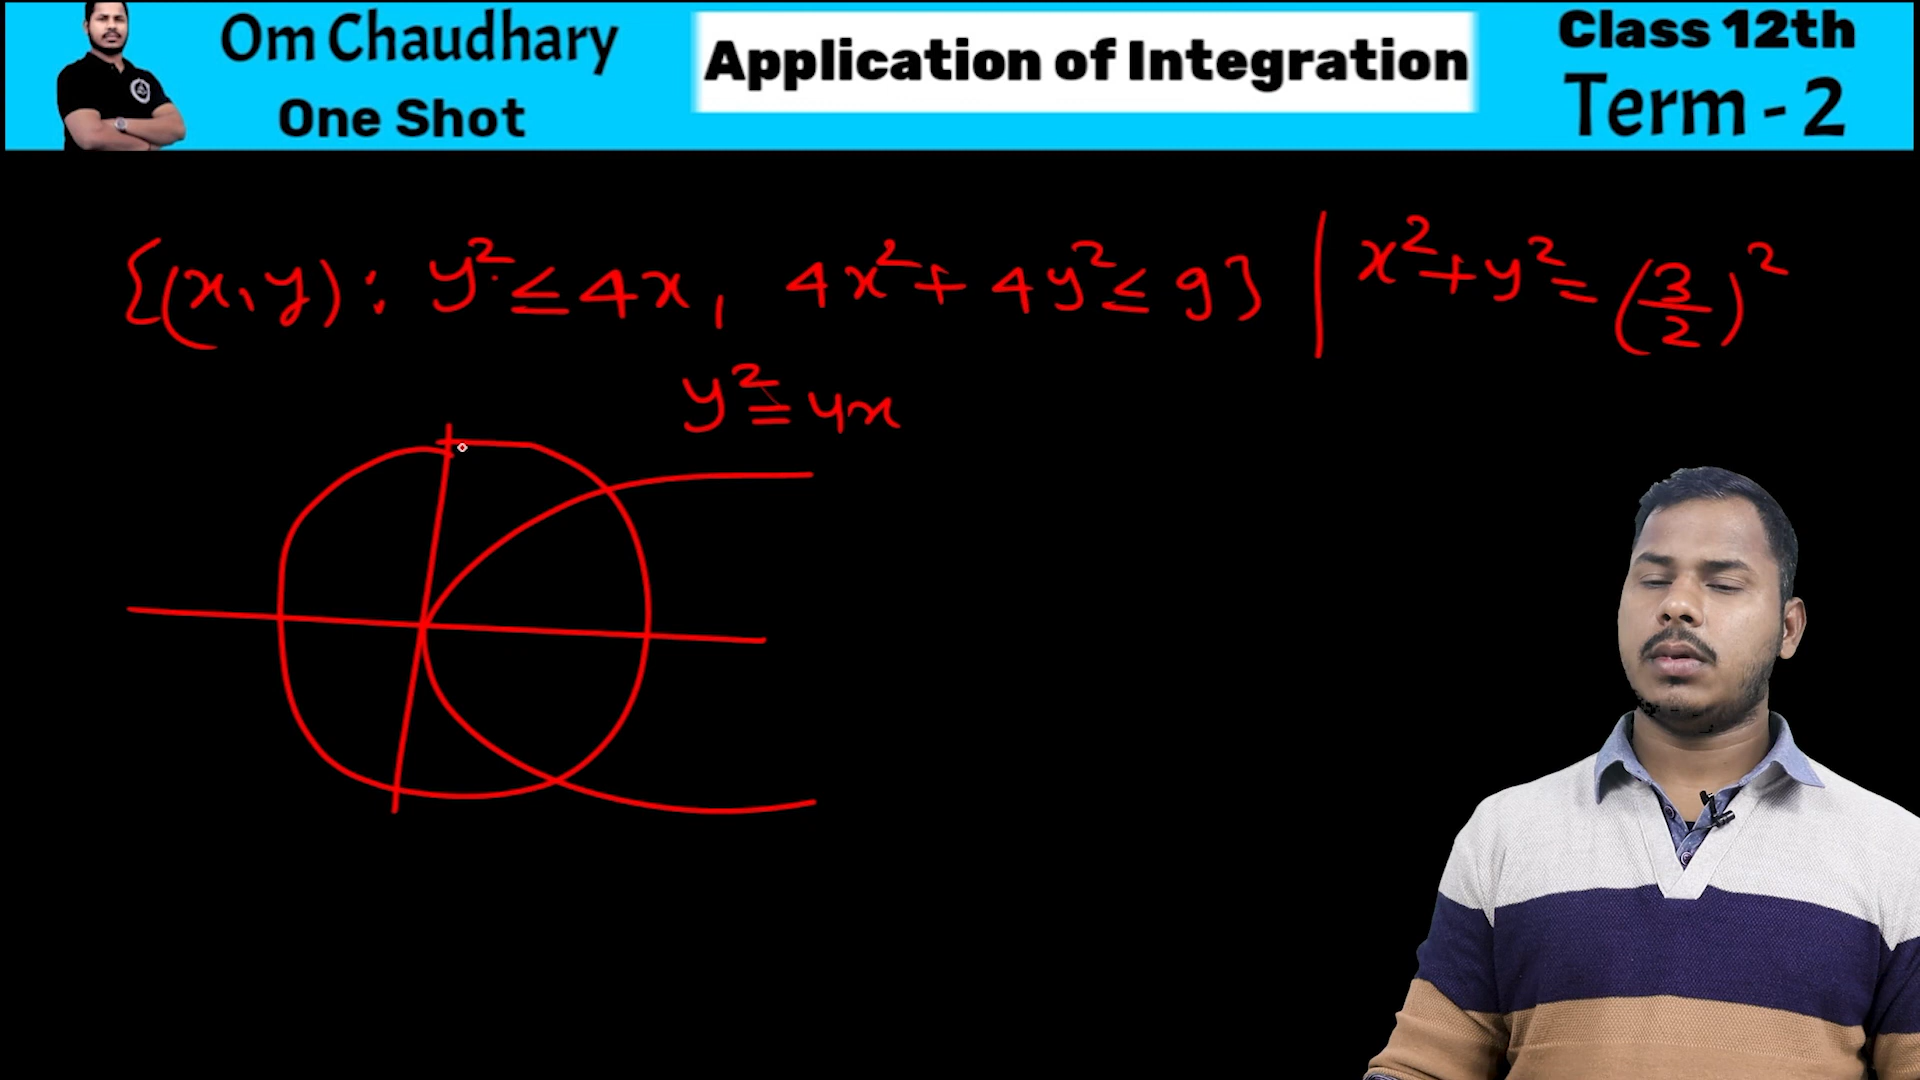 Om Chaudhary
One Shot
Application of Integration
Class 12th
Term - 2
{(x,y) : y² ≤ 4x, 4x² + 4y² ≤ 9} | x² + y² = (3/2)²
y² = 4x